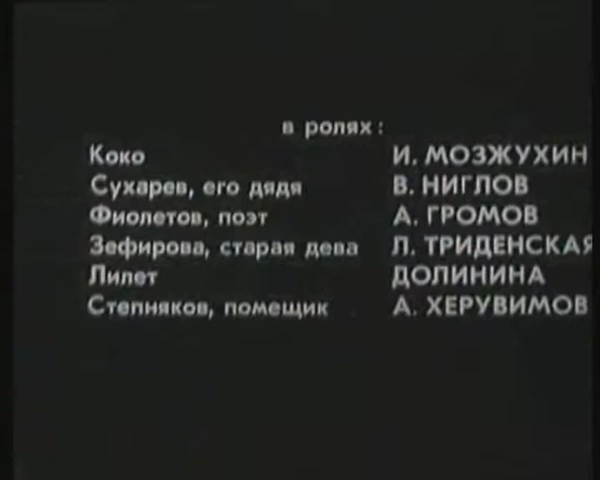 в ролях:
Коко И. МОЗЖУХИН
Сухарев, его дядя В. НИГЛОВ
Фиолетов, поэт А. ГРОМОВ
Зефирова, старая дева Л. ТРИДЕНСКАЯ
Лилет ДОЛИНИНА
Степняков, помещик А. ХЕРУВИМОВ